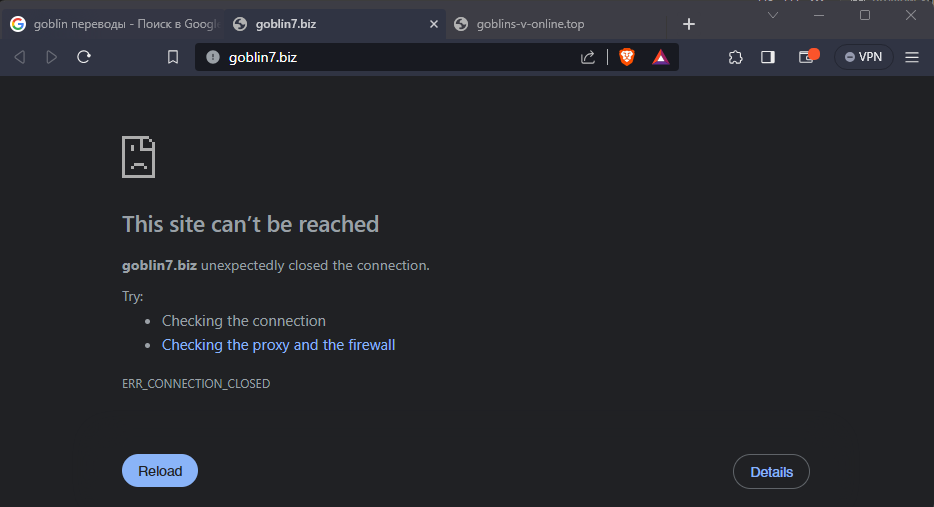 goblin переводы - Поиск в Google
goblin7.biz
goblins-v-online.top
goblin7.biz
VPN
This site can’t be reached
goblin7.biz unexpectedly closed the connection.
Try:
• Checking the connection
• Checking the proxy and the firewall
ERR_CONNECTION_CLOSED
Reload
Details